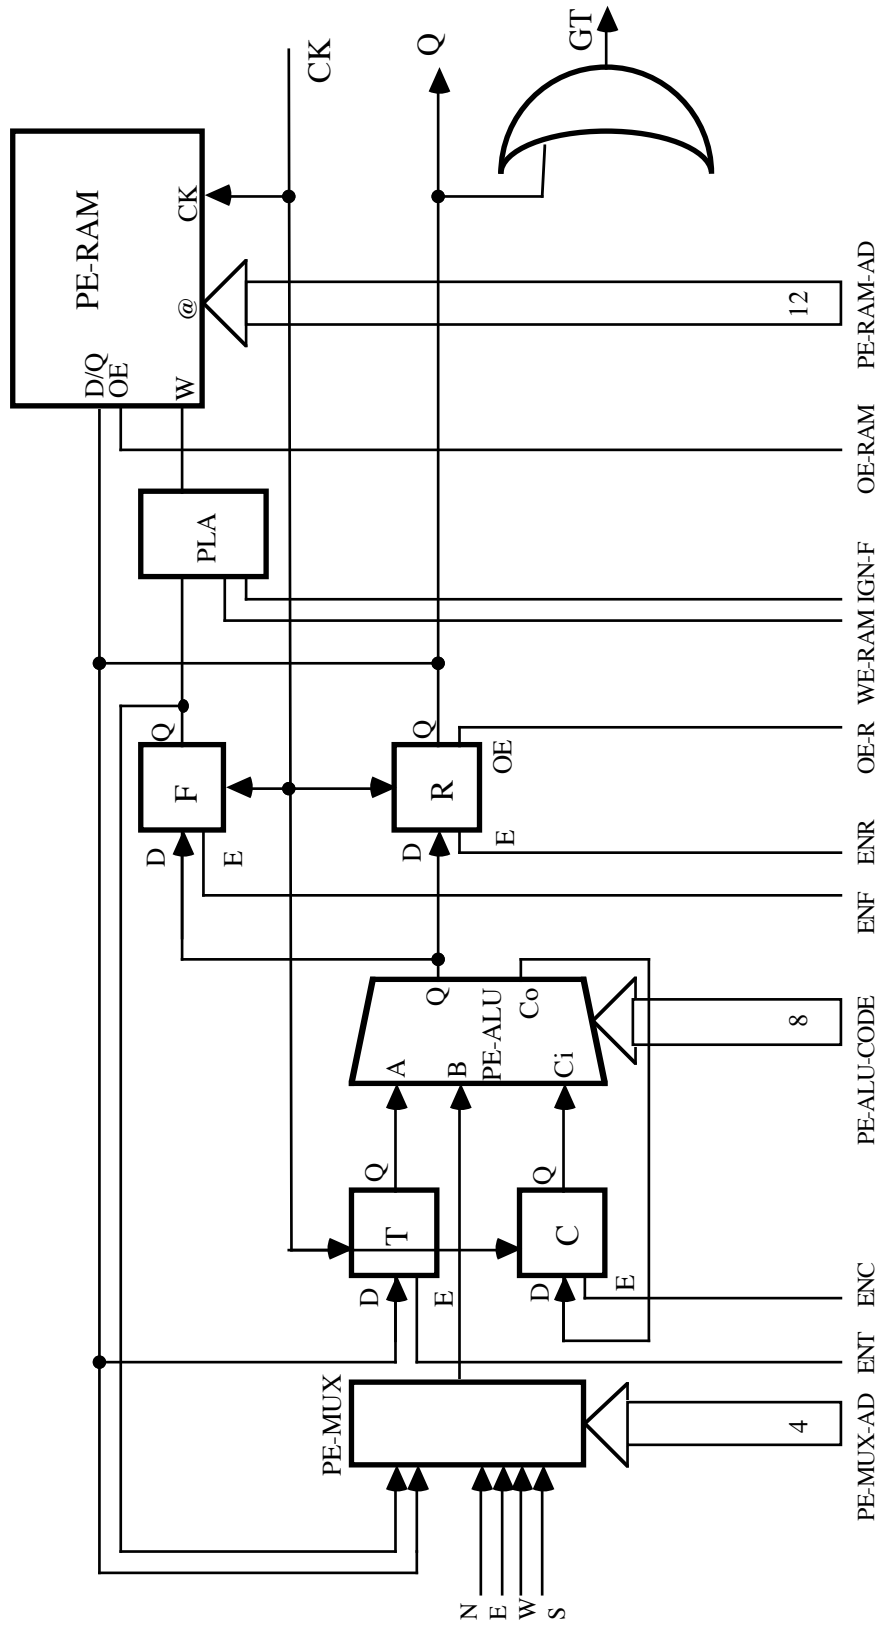 PE-RAM
D/Q
OE
W
@
CK
PLA
CK
Q
GT
F
D
E
Q
R
D
E
Q
OE
PE-ALU
A
B
Ci
Q
Co
T
D
E
Q
C
D
E
Q
PE-MUX
N
E
W
S
4
8
12
PE-MUX-AD
ENT
ENC
PE-ALU-CODE
ENF
ENR
OE-R
WE-RAM
IGN-F
OE-RAM
PE-RAM-AD